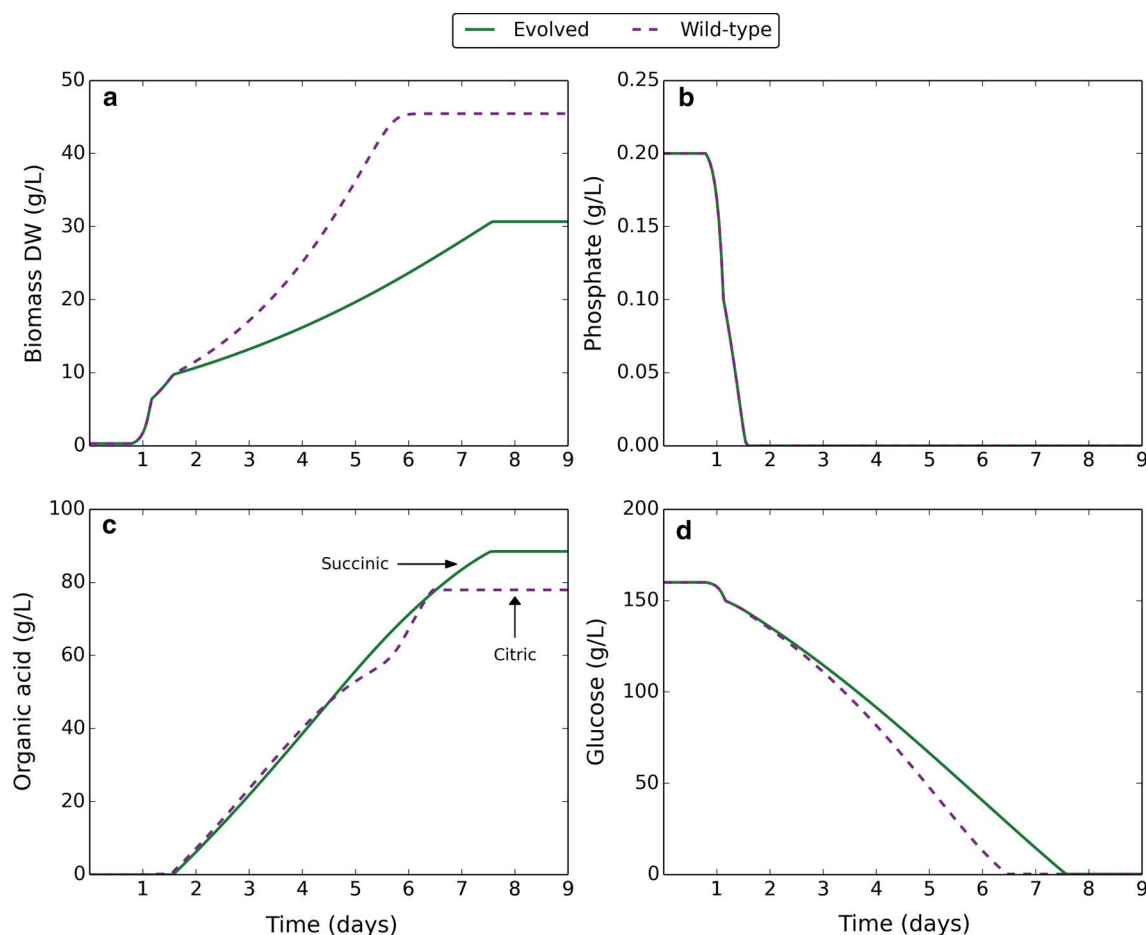 Evolved Wild-type
a
50
40
30
20
10
0
Biomass DW (g/L)
1 2 3 4 5 6 7 8 9
b
0.25
0.20
0.15
0.10
0.05
0.00
Phosphate (g/L)
1 2 3 4 5 6 7 8 9
c
100
80
60
40
20
0
Organic acid (g/L)
Succinic
Citric
1 2 3 4 5 6 7 8 9
Time (days)
d
200
150
100
50
0
Glucose (g/L)
1 2 3 4 5 6 7 8 9
Time (days)